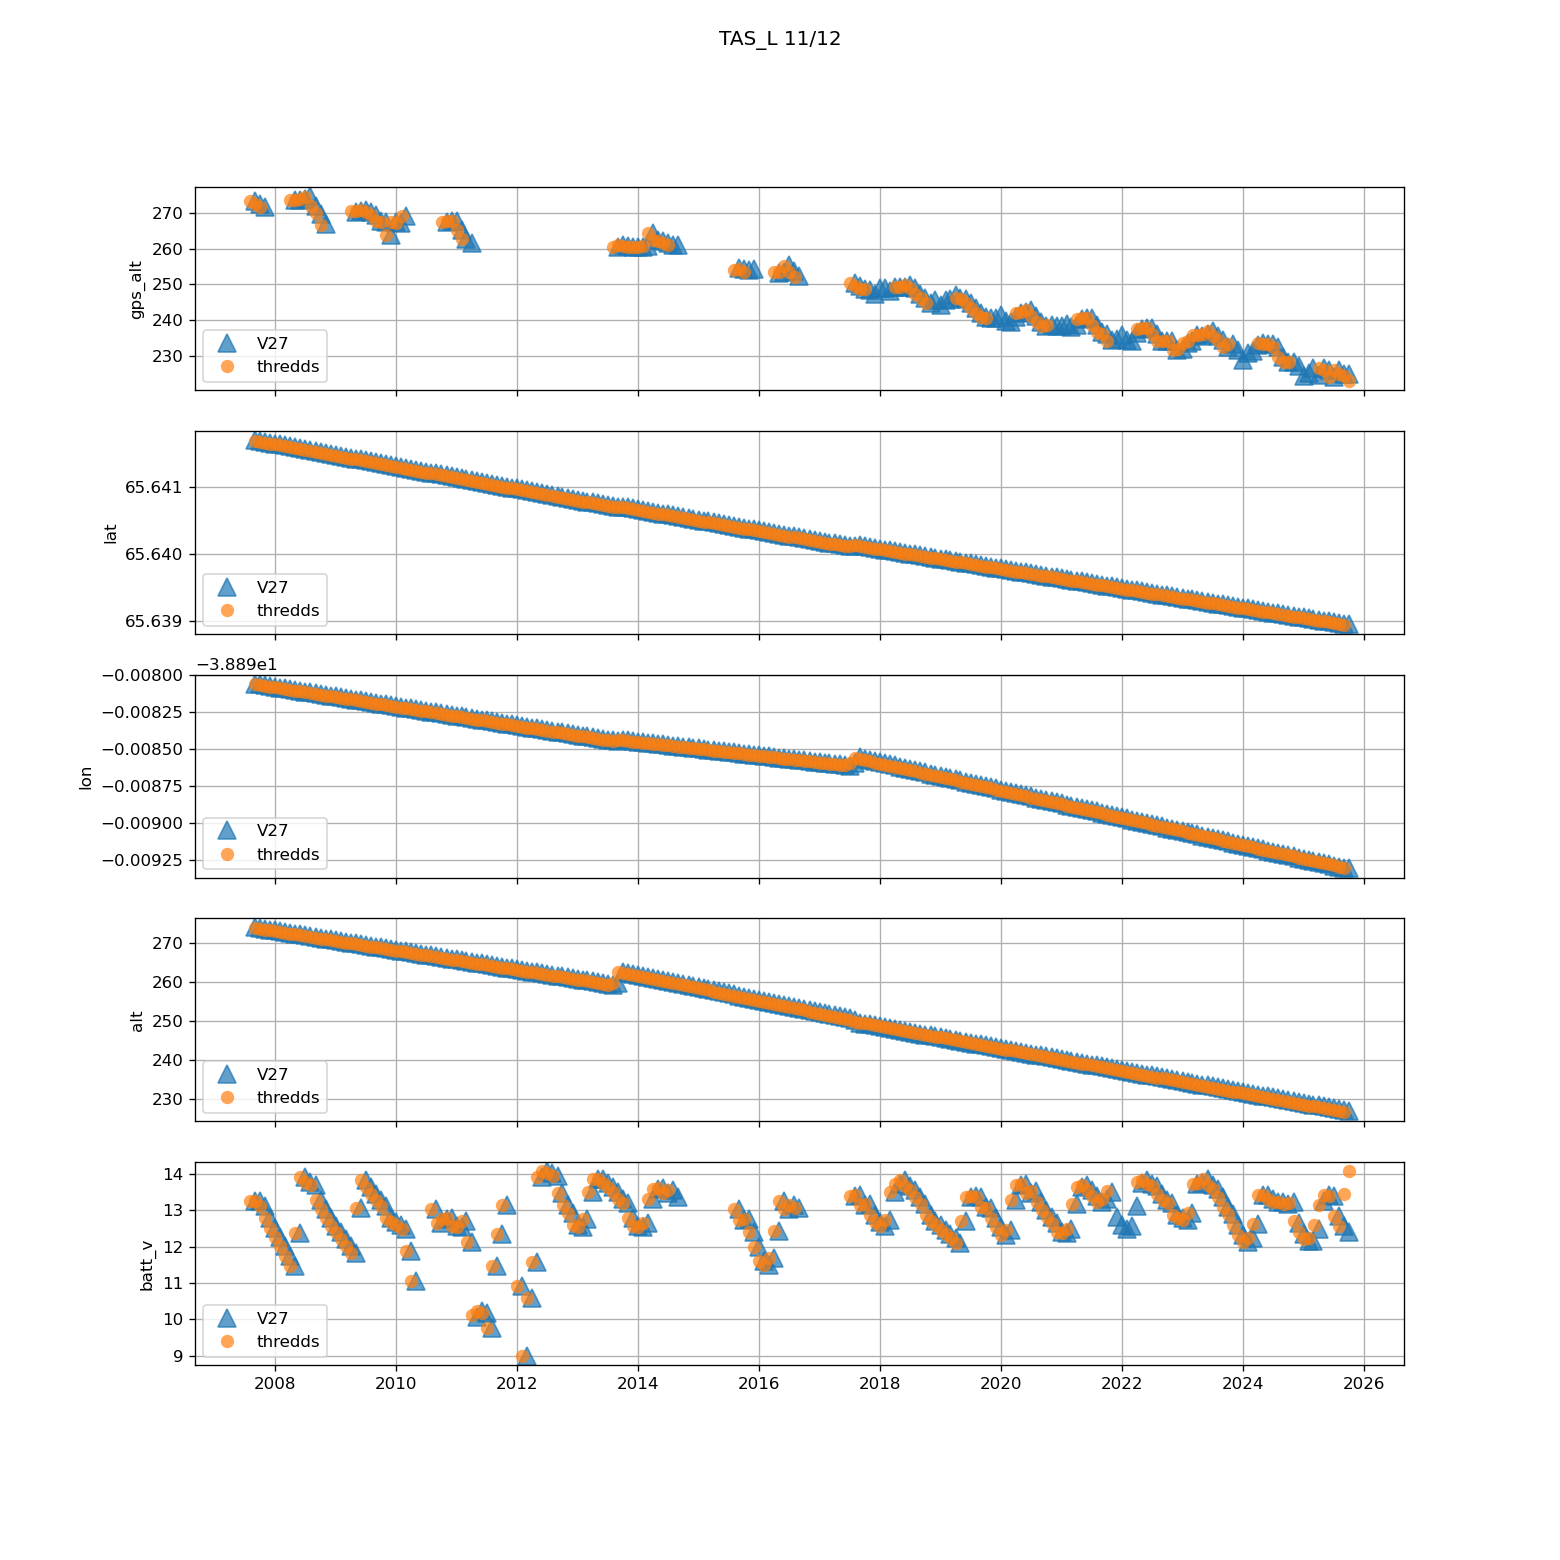 TAS_L 11/12
270
260
250
240
230
gps_alt
V27
thredds
65.641
65.640
65.639
lat
V27
thredds
−3.889e1
−0.00800
−0.00825
−0.00850
−0.00875
−0.00900
−0.00925
lon
V27
thredds
270
260
250
240
230
alt
V27
thredds
14
13
12
11
10
9
batt_v
V27
thredds
2008 2010 2012 2014 2016 2018 2020 2022 2024 2026